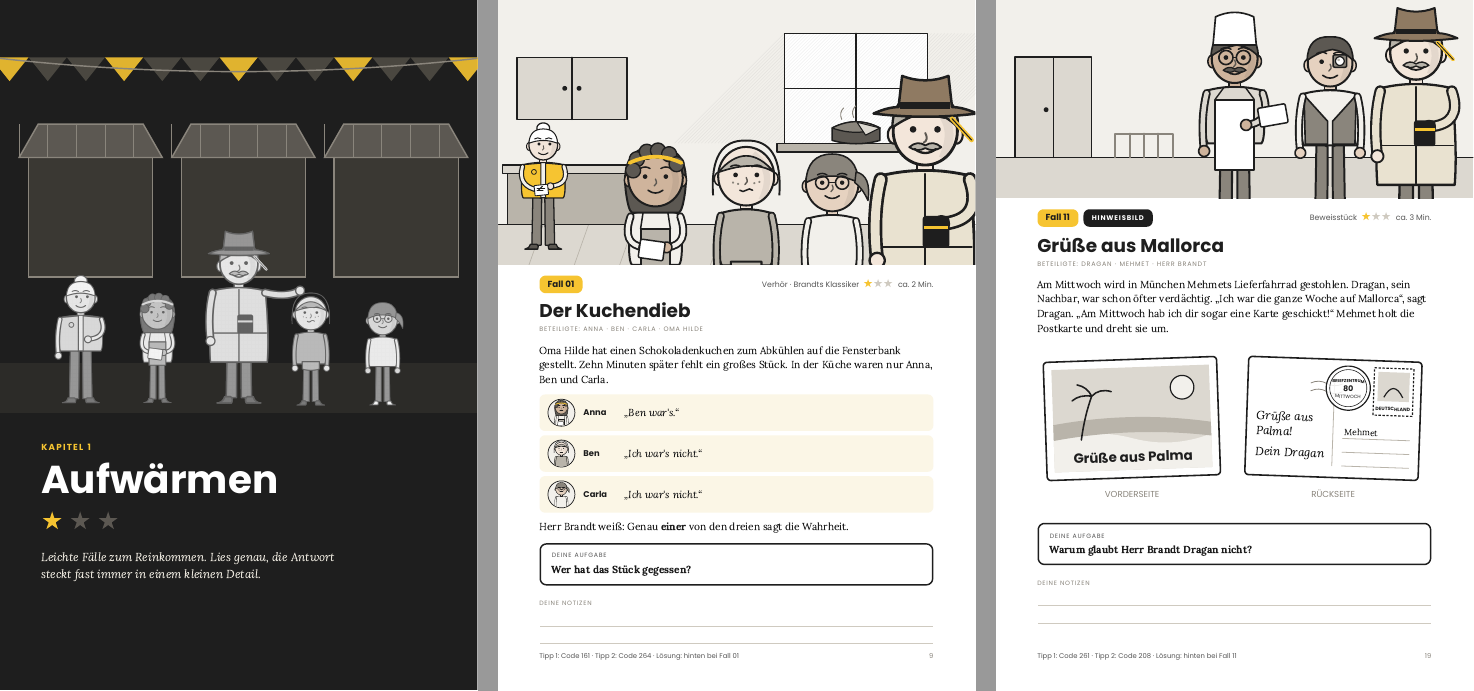 KAPITEL 1
Aufwärmen
Leichte Fälle zum Reinkommen. Lies genau, die Antwort
steckt fast immer in einem kleinen Detail.
Fall 01
Verhör · Brandts Klassiker
ca. 2 Min.
Der Kuchendieb
BETEILIGTE: ANNA · BEN · CARLA · OMA HILDE
Oma Hilde hat einen Schokoladenkuchen zum Abkühlen auf die Fensterbank
gestellt. Zehn Minuten später fehlt ein großes Stück. In der Küche waren nur Anna,
Ben und Carla.
Anna „Ben war's.“
Ben „Ich war's nicht.“
Carla „Ich war's nicht.“
Herr Brandt weiß: Genau einer von den dreien sagt die Wahrheit.
DEINE AUFGABE
Wer hat das Stück gegessen?
DEINE NOTIZEN
Tipp 1: Code 161 · Tipp 2: Code 264 · Lösung: hinten bei Fall 01
9
Fall 11
HINWEISBILD
Beweisstück
ca. 3 Min.
Grüße aus Mallorca
BETEILIGTE: DRAGAN · MEHMET · HERR BRANDT
Am Mittwoch wird in München Mehmets Lieferfahrrad gestohlen. Dragan, sein
Nachbar, war schon öfter verdächtig. „Ich war die ganze Woche auf Mallorca“, sagt
Dragan. „Am Mittwoch hab ich dir sogar eine Karte geschickt!“ Mehmet holt die
Postkarte und dreht sie um.
Grüße aus Palma
VORDERSEITE
BRIEFZENTRUM
80
MITTWOCH
DEUTSCHLAND
Grüße aus
Palma!
Dein Dragan
Mehmet
RÜCKSEITE
DEINE AUFGABE
Warum glaubt Herr Brandt Dragan nicht?
DEINE NOTIZEN
Tipp 1: Code 261 · Tipp 2: Code 208 · Lösung: hinten bei Fall 11
19